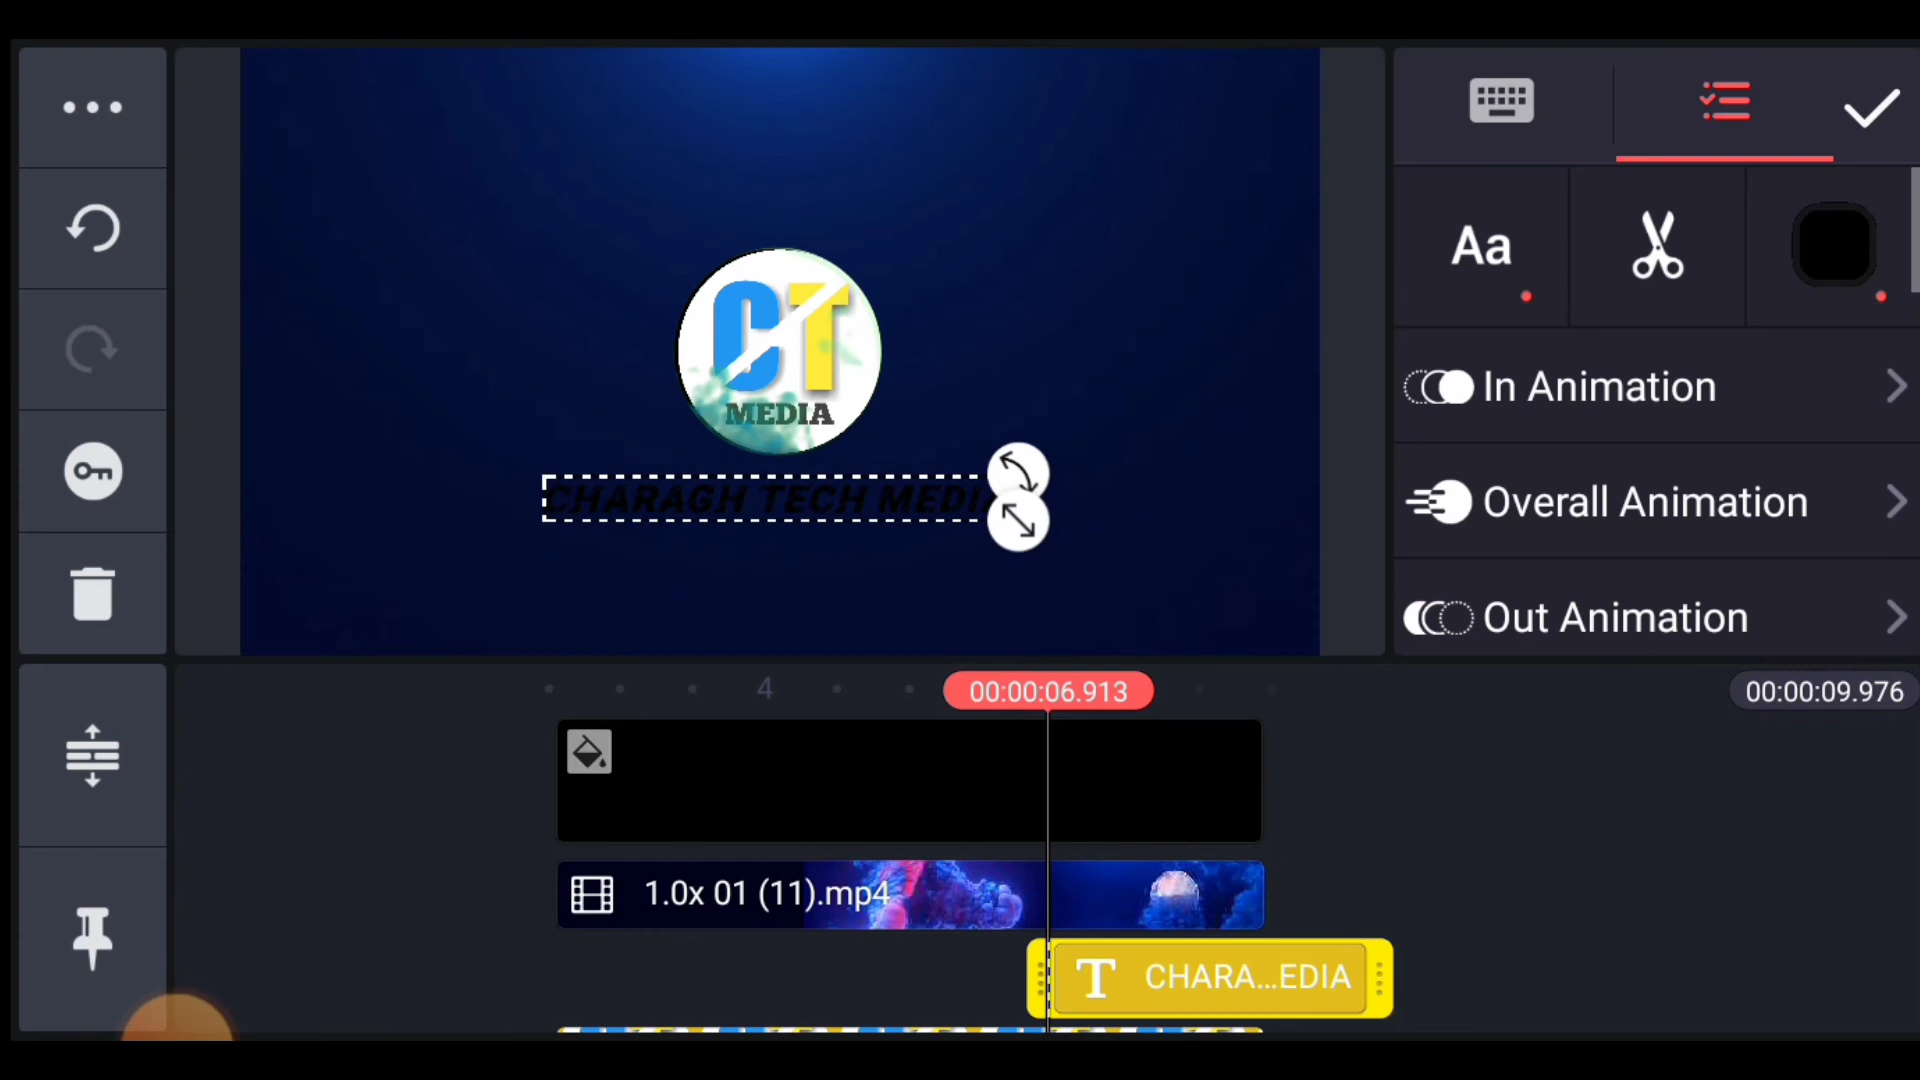 Aa
CT
MEDIA
In Animation
CHARAGH TECH MEDIA
Overall Animation
Out Animation
4
00:00:06.913
00:00:09.976
1.0x 01 (11).mp4
T CHARA...EDIA